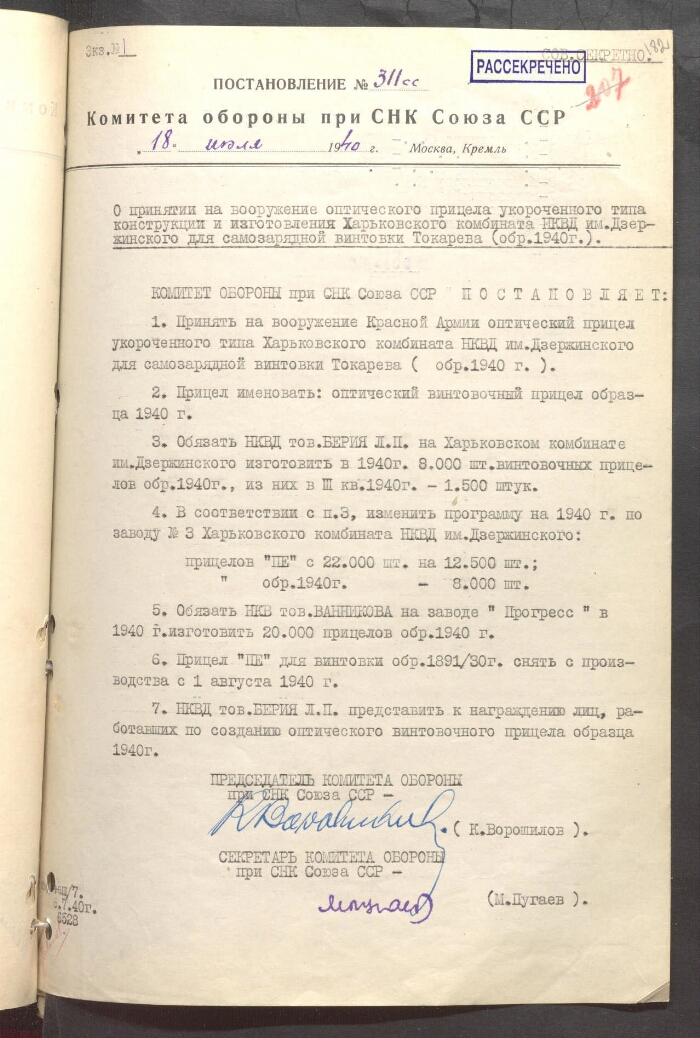 Экз.№ 1
СОВ.СЕКРЕТНО.
182
РАССЕКРЕЧЕНО
207
ПОСТАНОВЛЕНИЕ № 311сс
Комитета обороны при СНК Союза ССР
„18" июля 1940 г. Москва, Кремль
О принятии на вооружение оптического прицела укороченного типа
конструкции и изготовления Харьковского комбината НКВД им.Дзер-
жинского для самозарядной винтовки Токарева (обр.1940г.).
КОМИТЕТ ОБОРОНЫ при СНК Союза ССР П О С Т А Н О В Л Я Е Т:
1. Принять на вооружение Красной Армии оптический прицел
укороченного типа Харьковского комбината НКВД им.Дзержинского
для самозарядной винтовки Токарева ( обр.1940 г. ).
2. Прицел именовать: оптический винтовочный прицел образ-
ца 1940 г.
3. Обязать НКВД тов.БЕРИЯ Л.П. на Харьковском комбинате
им.Дзержинского изготовить в 1940г. 8.000 шт.винтовочных прице-
лов обр.1940г., из них в III кв.1940г. - 1.500 штук.
4. В соответствии с п.3, изменить программу на 1940 г. по
заводу № 3 Харьковского комбината НКВД им.Дзержинского:
прицелов "ПЕ" с 22.000 шт. на 12.500 шт.;
" обр.1940г. - 8.000 шт.
5. Обязать НКВ тов.ВАННИКОВА на заводе " Прогресс " в
1940 г.изготовить 20.000 прицелов обр.1940 г.
6. Прицел "ПЕ" для винтовки обр.1891/30г. снять с произ-
водства с 1 августа 1940 г.
7. НКВД тов.БЕРИЯ Л.П. представить к награждению лиц, ра-
ботавших по созданию оптического винтовочного прицела образца
1940г.
ПРЕДСЕДАТЕЛЬ КОМИТЕТА ОБОРОНЫ
при СНК Союза ССР -
КВорошилов. ( К.Ворошилов ).
СЕКРЕТАРЬ КОМИТЕТА ОБОРОНЫ
при СНК Союза ССР -
МПугаев (М.Пугаев ).
/7.
.7.40г.
6528